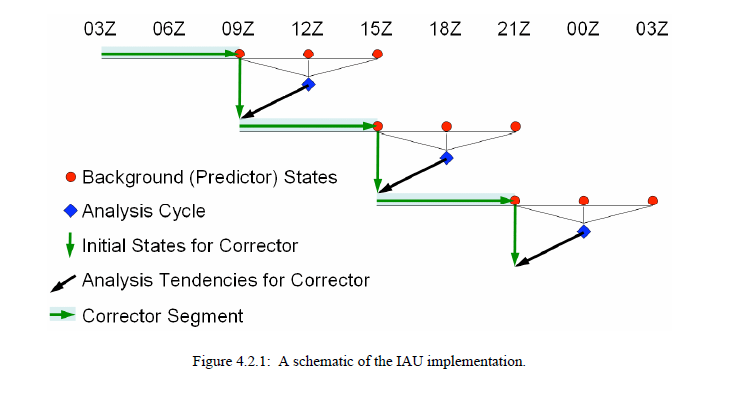 03Z 06Z 09Z 12Z 15Z 18Z 21Z 00Z 03Z
Background (Predictor) States
Analysis Cycle
Initial States for Corrector
Analysis Tendencies for Corrector
Corrector Segment
Figure 4.2.1: A schematic of the IAU implementation.